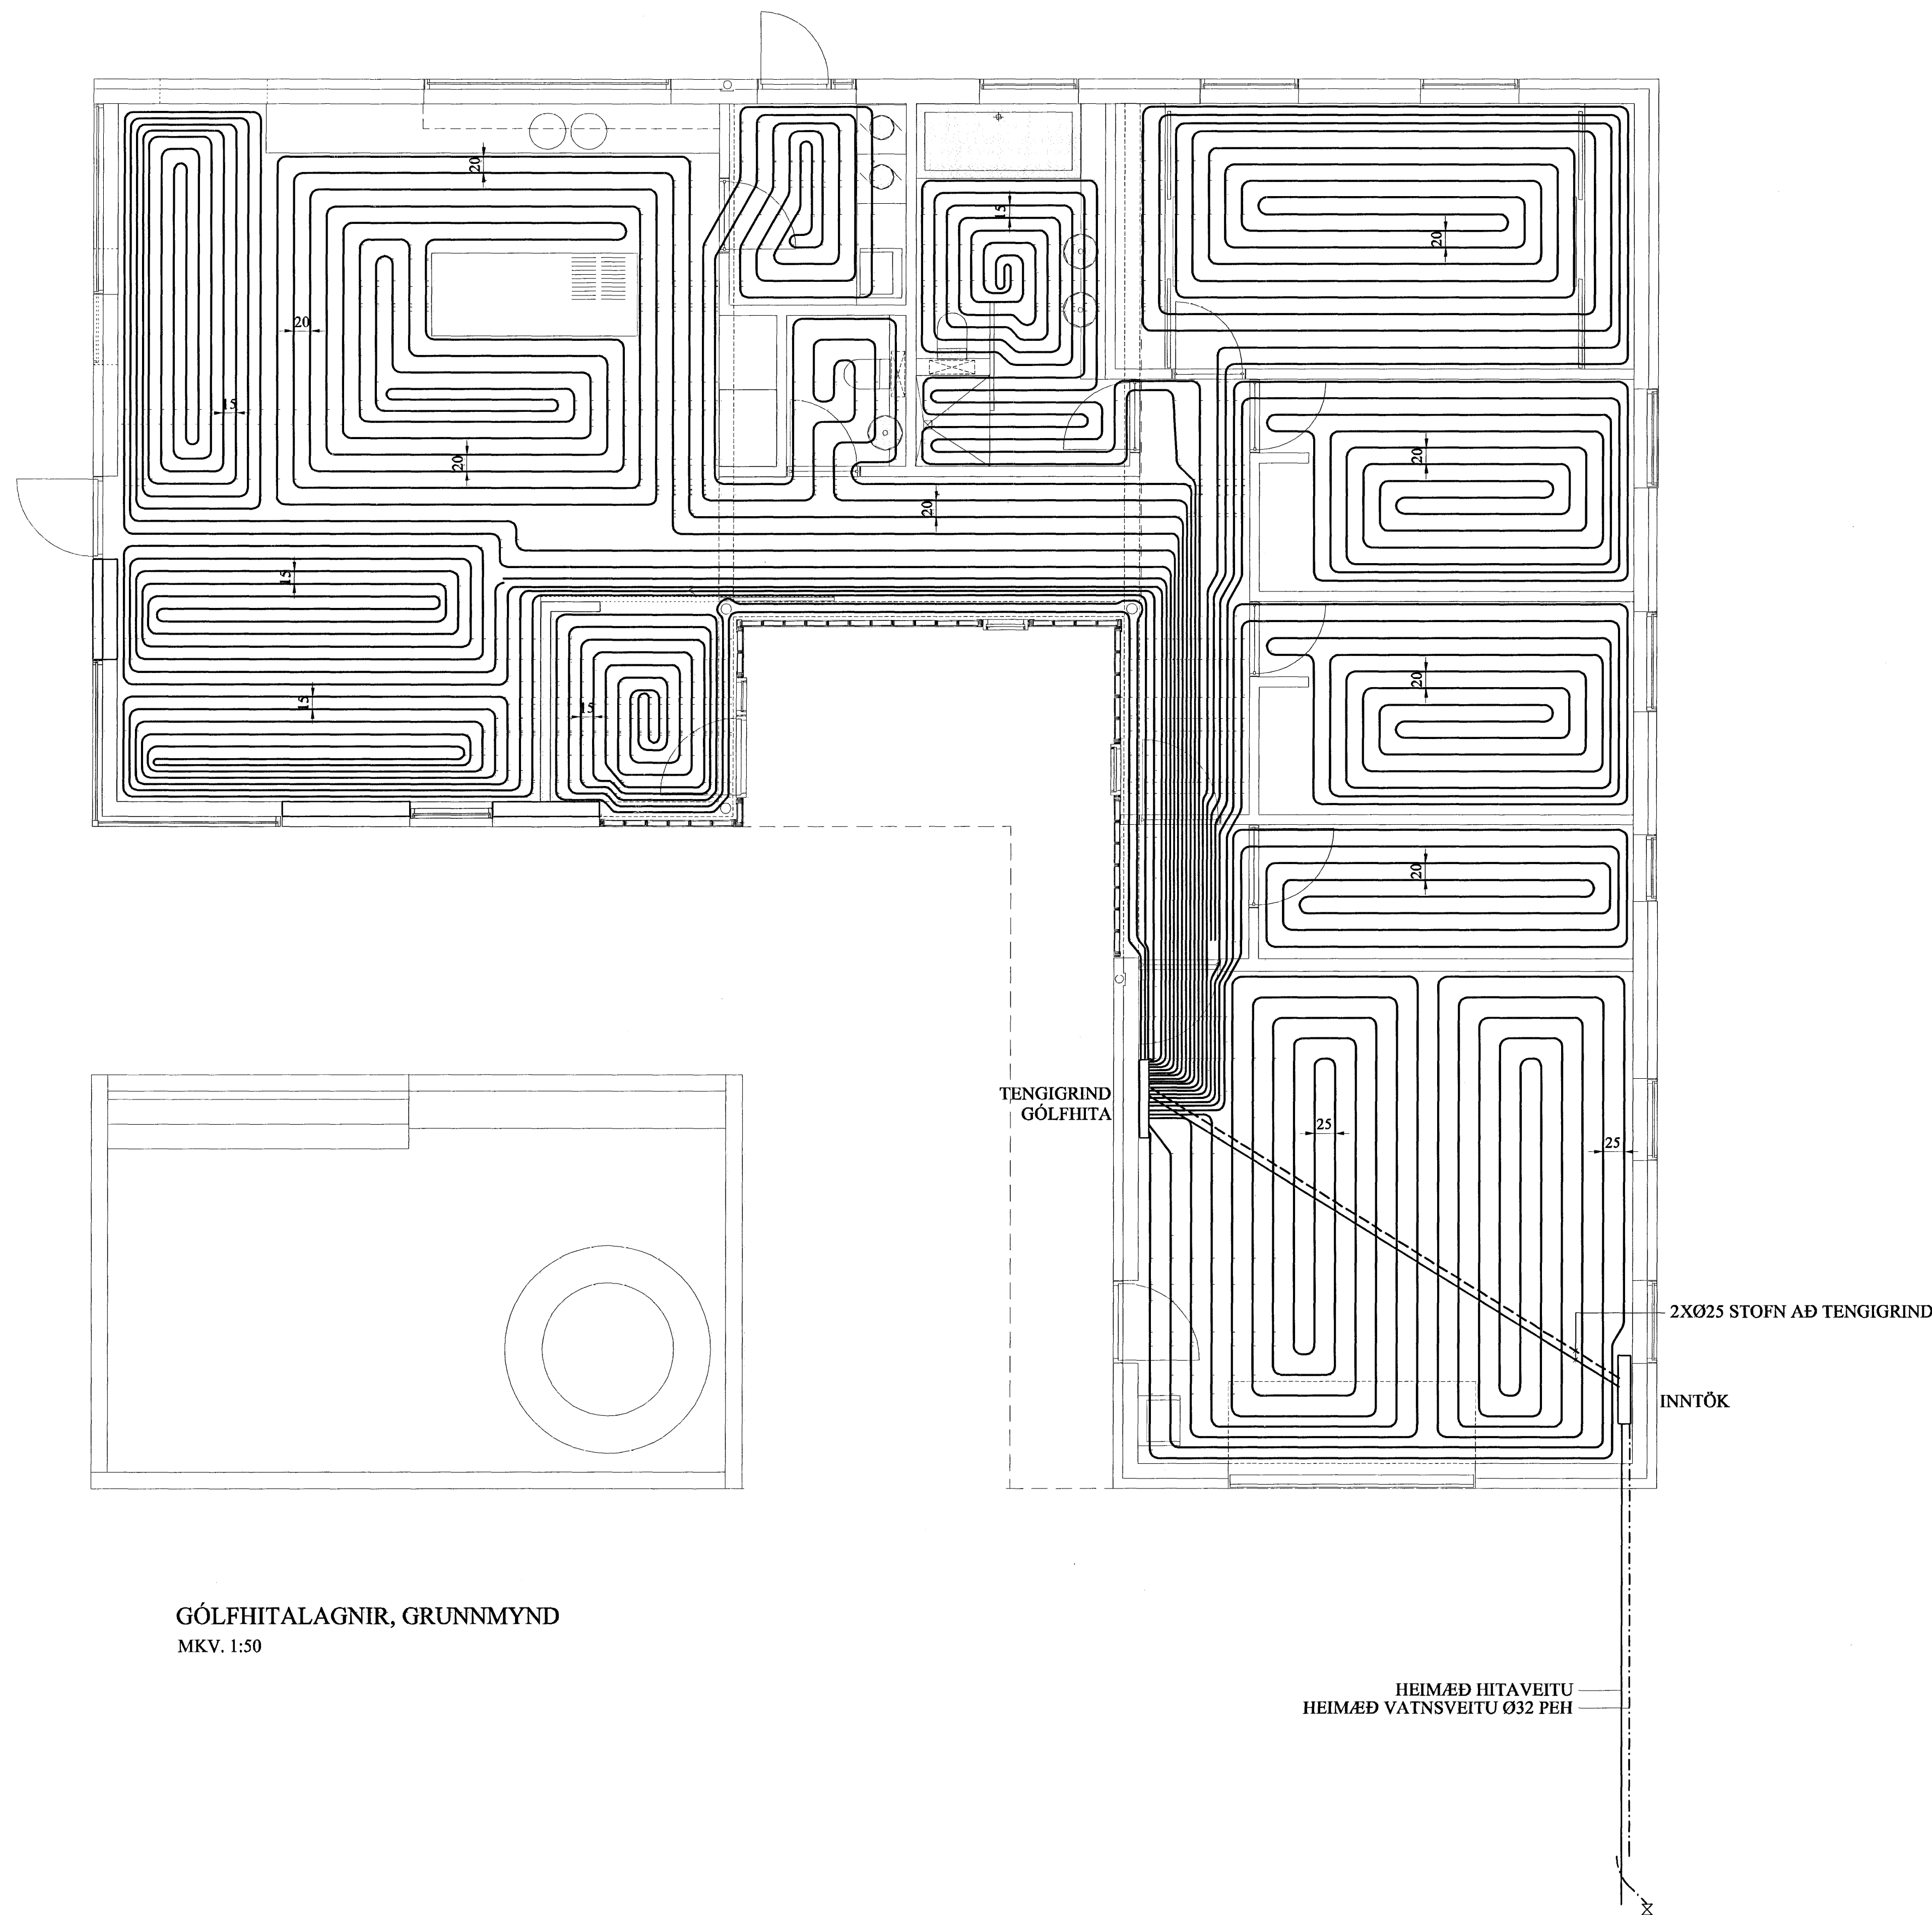 20
15
20
20
15
20
20
20
15
15
15
20
20
20
TENGIGRIND
GÓLFHITA
25
25
2XØ25 STOFN AÐ TENGIGRIND
INNTÖK
GÓLFHITALAGNIR, GRUNNMYND
MKV. 1:50
HEIMÆÐ HITAVEITU
HEIMÆÐ VATNSVEITU Ø32 PEH